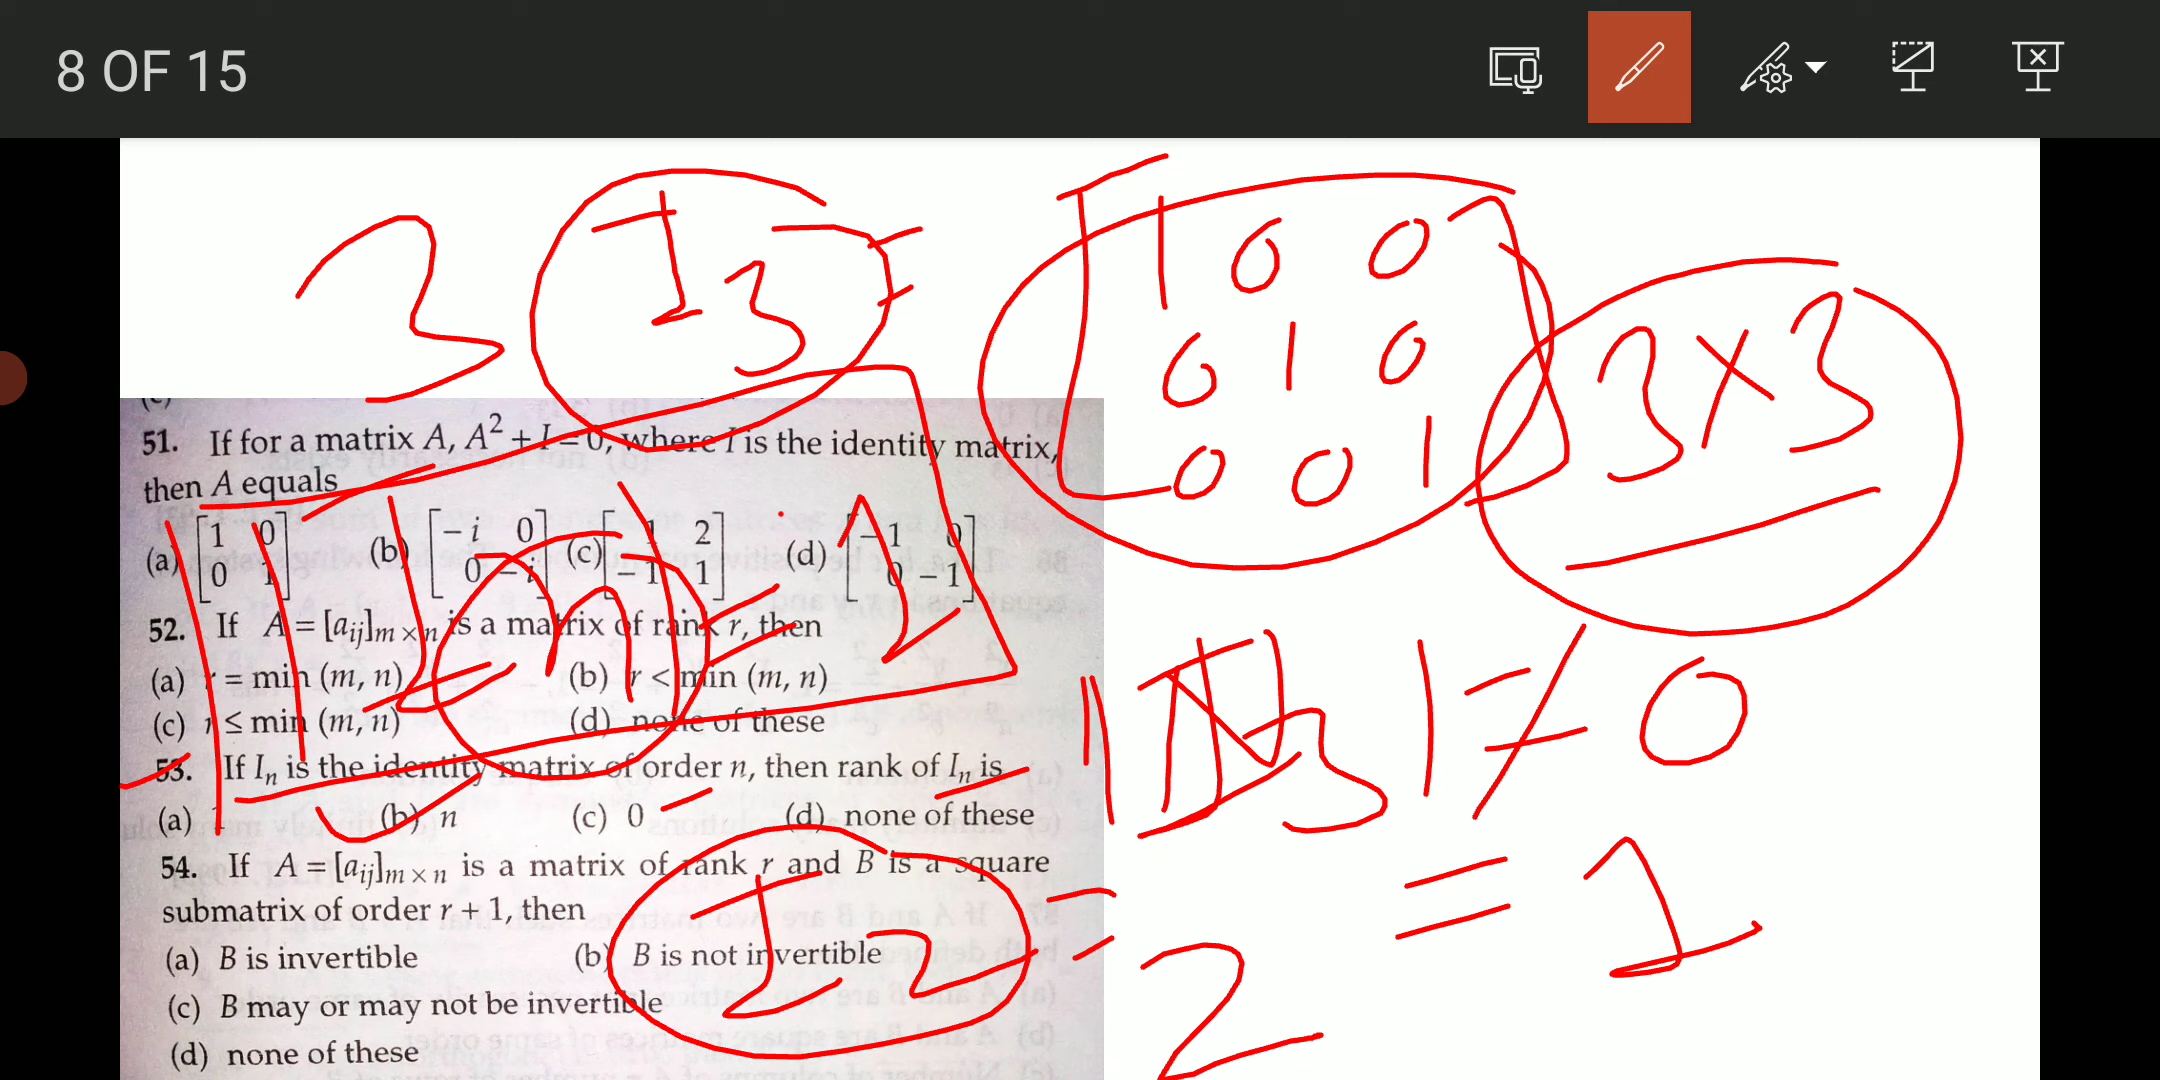 8 OF 15
3 I3 =
1 0 0
0 1 0
0 0 1
3 × 3
51. If for a matrix A, A² + I = 0, where I is the identity matrix,
then A equals
(a) [1 0
0 1]
(b) [− i 0
0 − i]
(c) [− 1 2
− 1 1]
(d) [− 1 0
0 − 1]
52. If A = [aij]m × n is a matrix of rank r, then
(a) r = min (m, n) (b) r < min (m, n)
(c) r ≤ min (m, n) (d) none of these
53. If In is the identity matrix of order n, then rank of In is
(a) 1 (b) n (c) 0 (d) none of these
54. If A = [aij]m × n is a matrix of rank r and B is a square
submatrix of order r + 1, then
(a) B is invertible (b) B is not invertible
(c) B may or may not be invertible
(d) none of these
n
≠ 0
= 1
I2 = 2